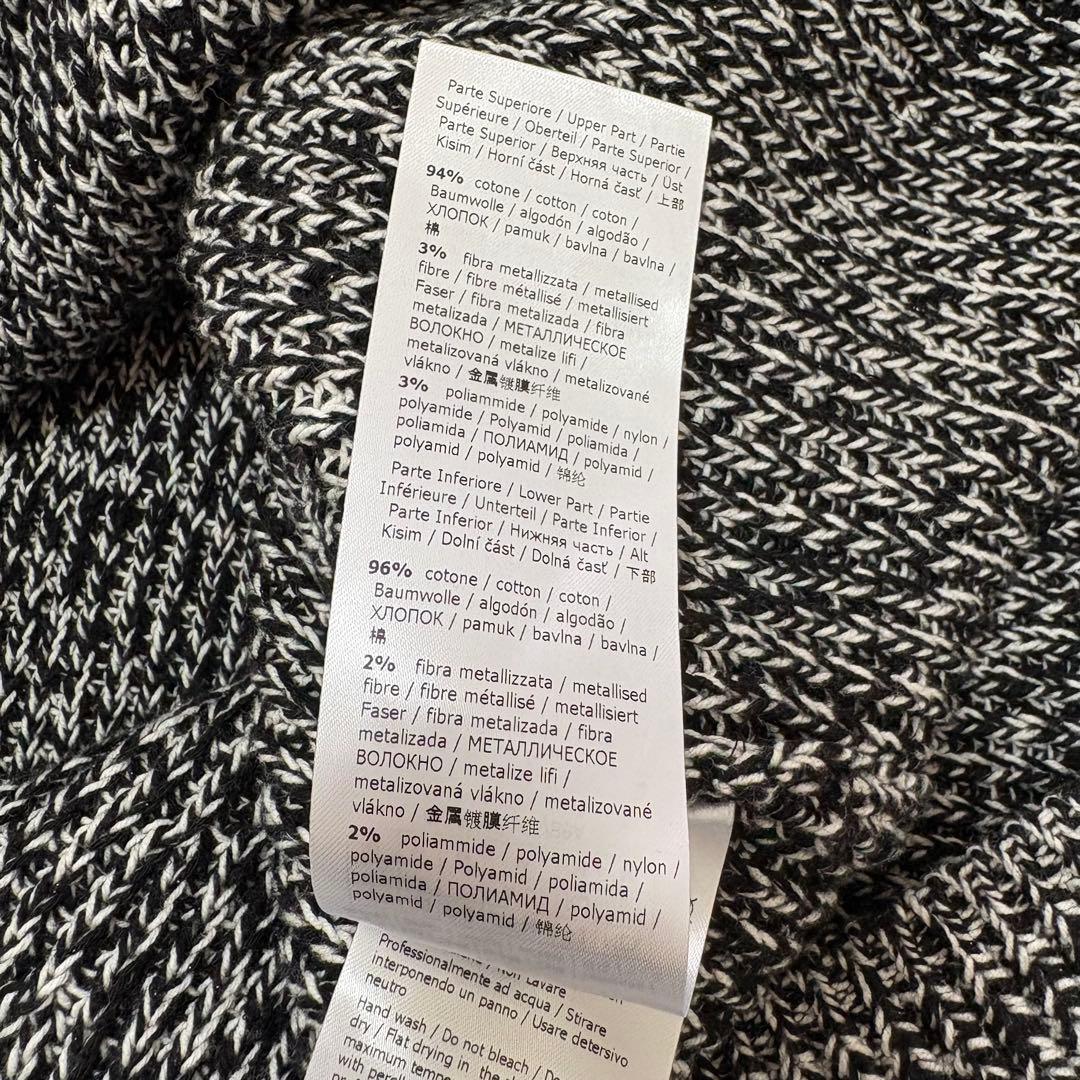 Parte Superiore / Upper Part / Partie
Supérieure / Oberteil / Parte Superior /
Parte Superior / Верхняя часть / Üst
Kisim / Horní část / Horná časť / 上部
94% cotone / cotton / coton /
Baumwolle / algodón / algodão /
ХЛОПОК / pamuk / bavlna / bavlna /
棉
3% fibra metallizzata / metallised
fibre / fibre métallisé / metallisiert
Faser / fibra metalizada / fibra
metalizada / МЕТАЛЛИЧЕСКОЕ
ВОЛОКНО / metalize lifi /
metalizovaná vlákno / metalizované
vlákno / 金属镀膜纤维
3% poliammide / polyamide / nylon /
polyamide / Polyamid / poliamida /
poliamida / ПОЛИАМИД / polyamid /
polyamid / polyamid / 锦纶
Parte Inferiore / Lower Part / Partie
Inférieure / Unterteil / Parte Inferior /
Parte Inferior / Нижняя часть / Alt
Kisim / Dolní část / Dolná časť / 下部
96% cotone / cotton / coton /
Baumwolle / algodón / algodão /
ХЛОПОК / pamuk / bavlna / bavlna /
棉
2% fibra metallizzata / metallised
fibre / fibre métallisé / metallisiert
Faser / fibra metalizada / fibra
metalizada / МЕТАЛЛИЧЕСКОЕ
ВОЛОКНО / metalize lifi /
metalizovaná vlákno / metalizované
vlákno / 金属镀膜纤维
2% poliammide / polyamide / nylon /
polyamide / Polyamid / poliamida /
poliamida / ПОЛИАМИД / polyamid /
polyamid / polyamid / 锦纶
Lavare
Professionalmente ad acqua / Stirare
interponendo un panno / Usare detersivo
neutro
Hand wash / Do not bleach / Do
dry / Flat drying in the
maximum
with